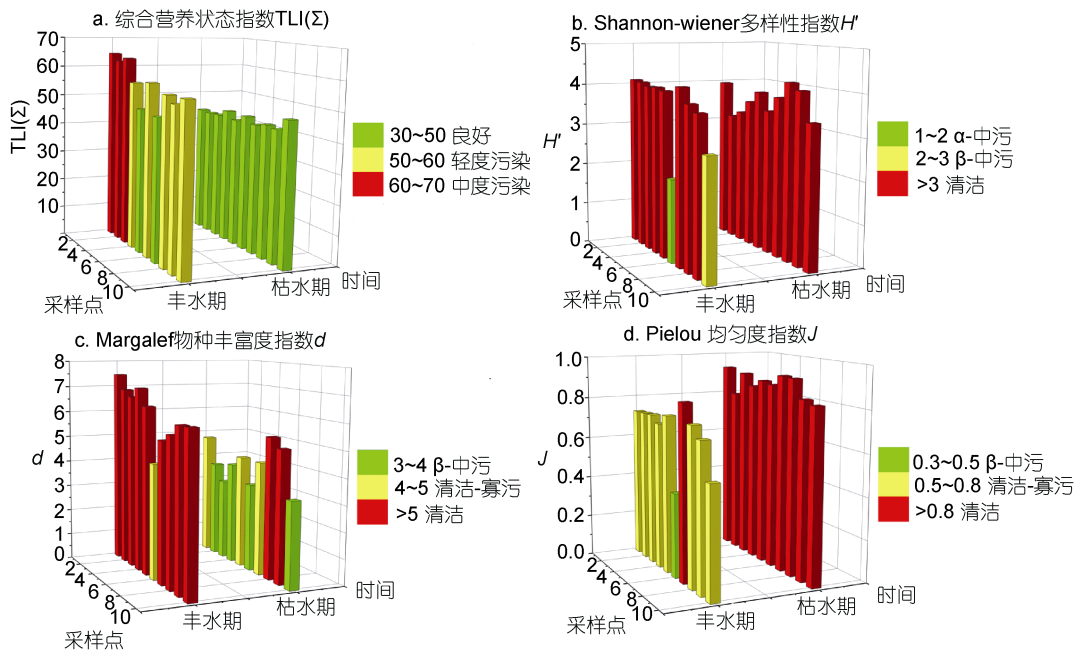 a. 综合营养状态指数TLI(Σ)
70
60
50
40
30
20
10
TLI(Σ)
2
4
6
8
10
采样点
丰水期
枯水期
时间
30~50 良好
50~60 轻度污染
60~70 中度污染
b. Shannon-wiener多样性指数H′
5
4
3
2
1
0
H′
2
4
6
8
10
采样点
丰水期
枯水期
时间
1~2 α-中污
2~3 β-中污
>3 清洁
c. Margalef物种丰富度指数d
8
7
6
5
4
3
2
1
0
d
2
4
6
8
10
采样点
丰水期
枯水期
时间
3~4 β-中污
4~5 清洁-寡污
>5 清洁
d. Pielou 均匀度指数J
1.0
0.8
0.6
0.4
0.2
0.0
J
2
4
6
8
10
采样点
丰水期
枯水期
时间
0.3~0.5 β-中污
0.5~0.8 清洁-寡污
>0.8 清洁